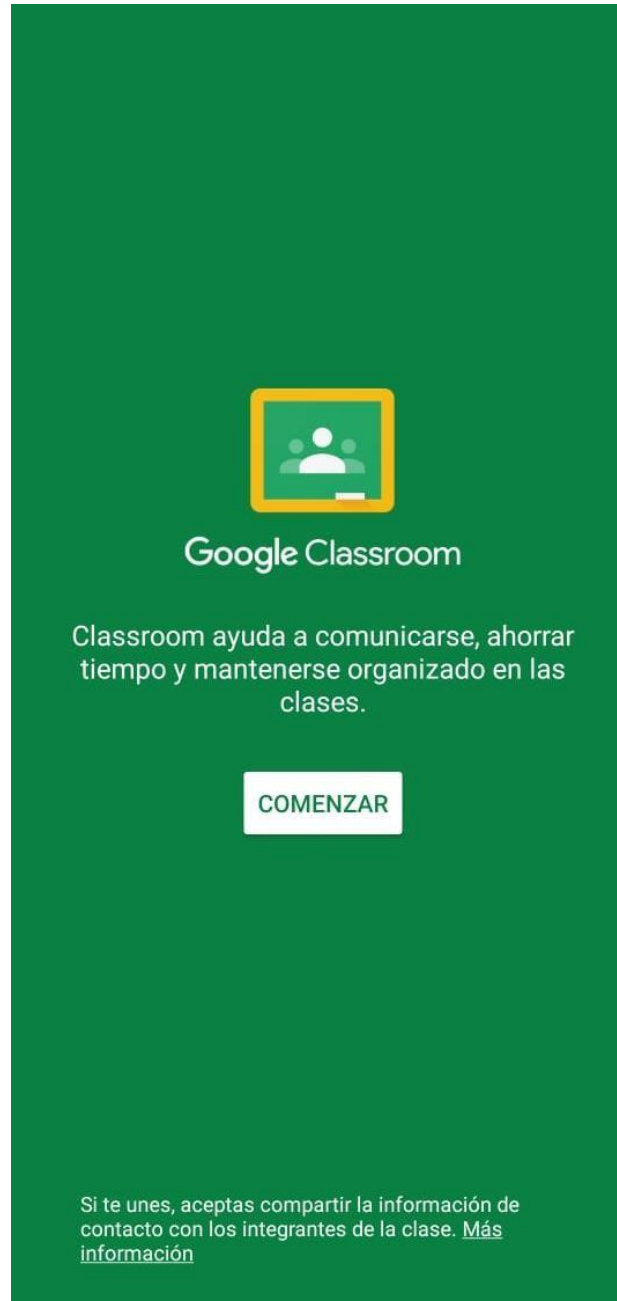 Google Classroom
Classroom ayuda a comunicarse, ahorrar
tiempo y mantenerse organizado en las
clases.
COMENZAR
Si te unes, aceptas compartir la información de
contacto con los integrantes de la clase. Más
información